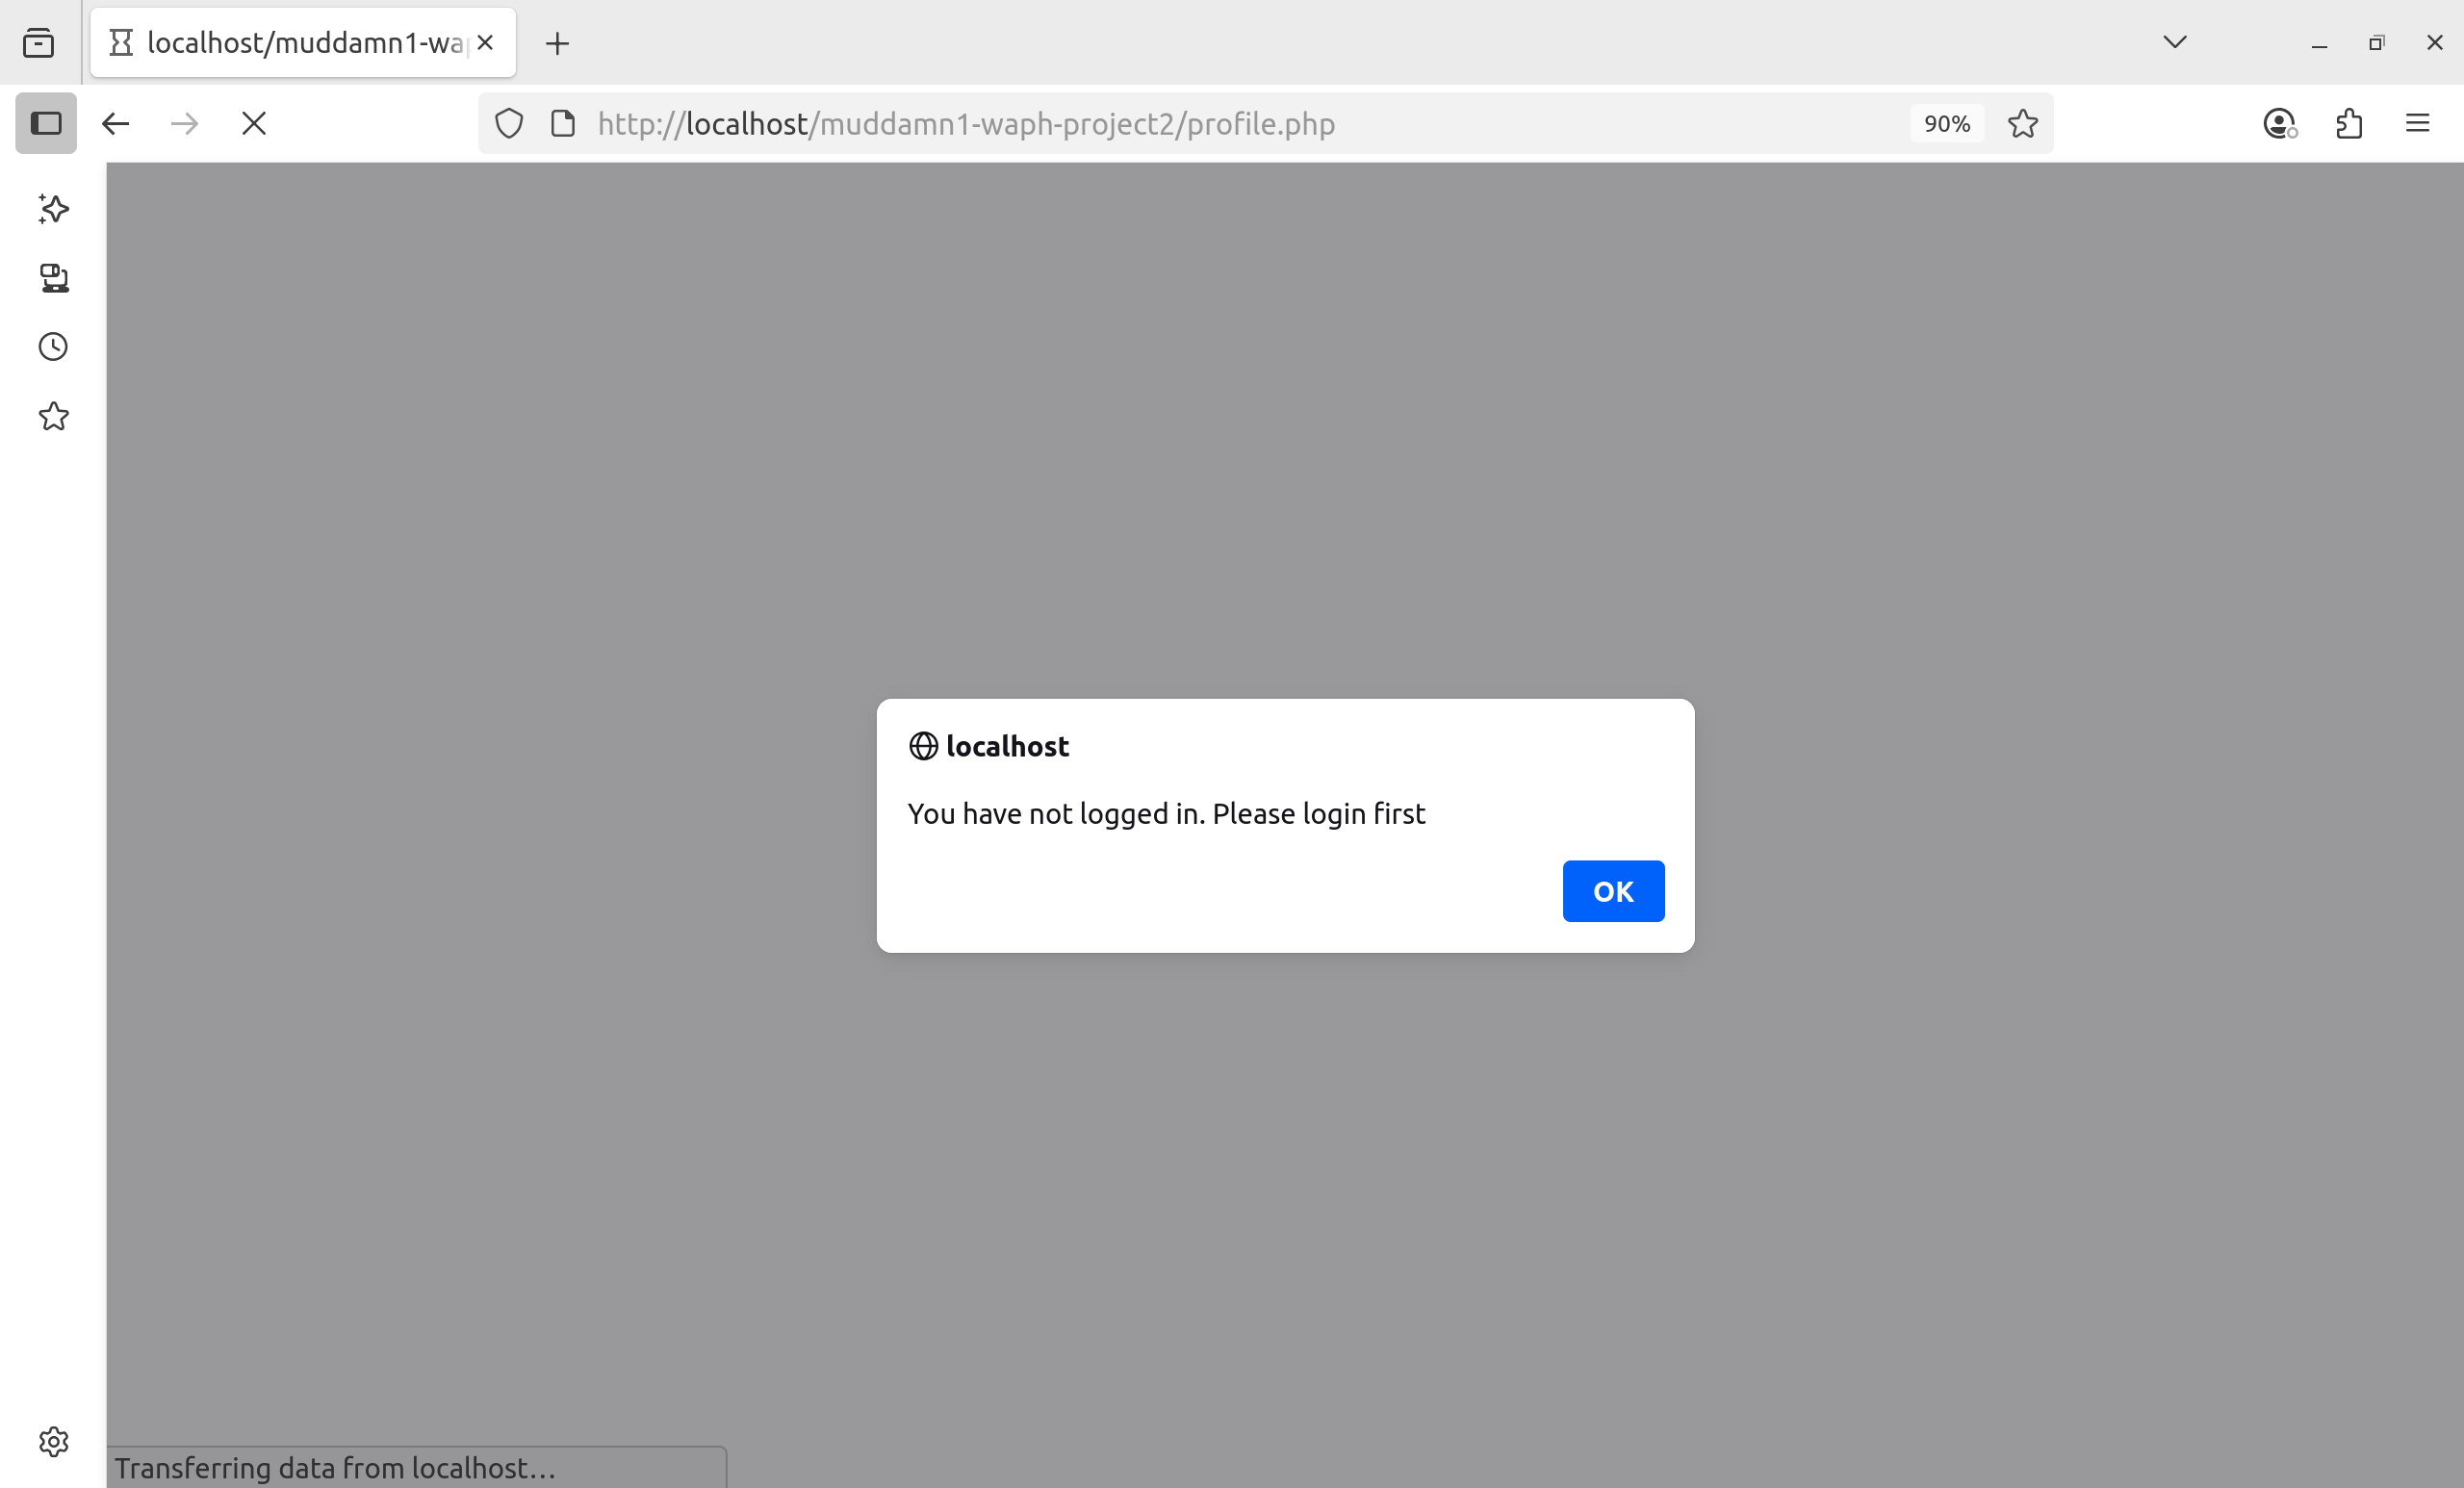 localhost/muddamn1-wa
http://localhost/muddamn1-waph-project2/profile.php
90%
localhost
You have not logged in. Please login first
OK
Transferring data from localhost…